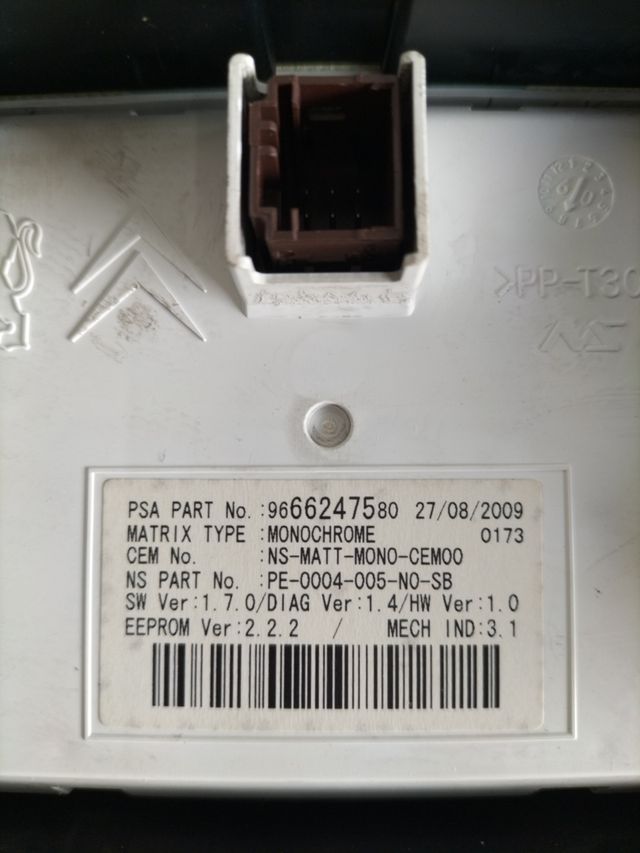 >PP-T30
PSA PART No. :9666247580 27/08/2009
MATRIX TYPE :MONOCHROME 0173
CEM No. :NS-MATT-MONO-CEM00
NS PART No. :PE-0004-005-NO-SB
SW Ver:1.7.0/DIAG Ver:1.4/HW Ver:1.0
EEPROM Ver:2.2.2 / MECH IND:3.1